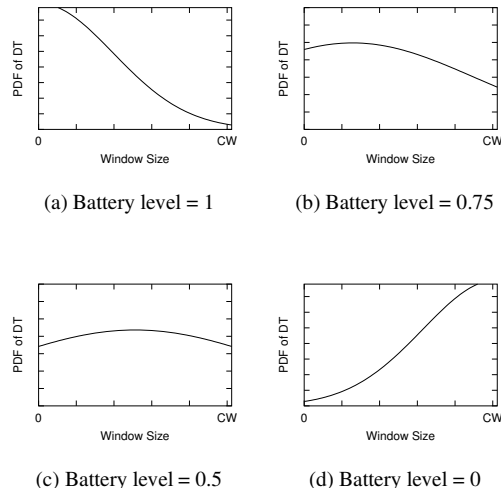 PDF of DT
0
CW
Window Size
(a) Battery level = 1
PDF of DT
0
CW
Window Size
(b) Battery level = 0.75
PDF of DT
0
CW
Window Size
(c) Battery level = 0.5
PDF of DT
0
CW
Window Size
(d) Battery level = 0